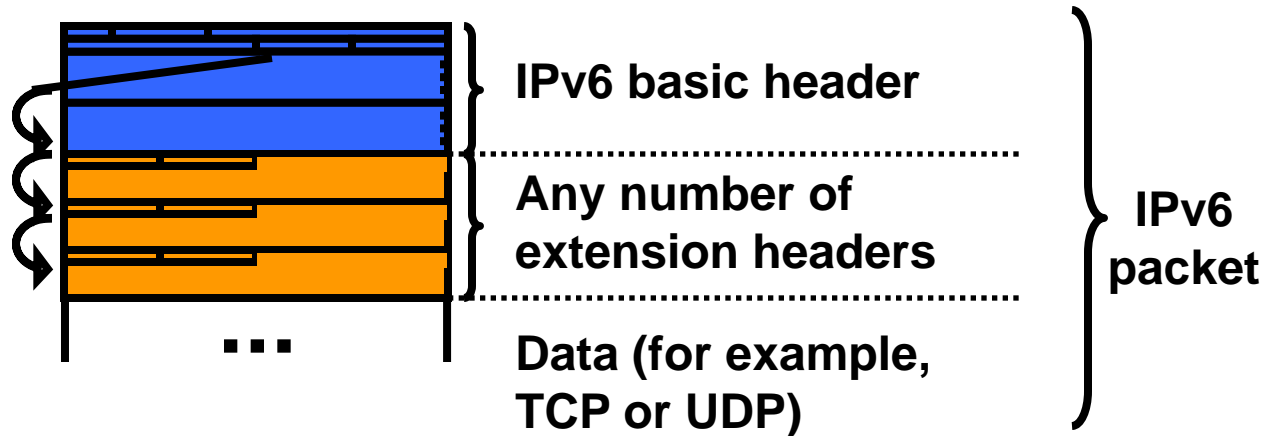 IPv6 basic header
Any number of
extension headers
IPv6
packet
...
Data (for example,
TCP or UDP)